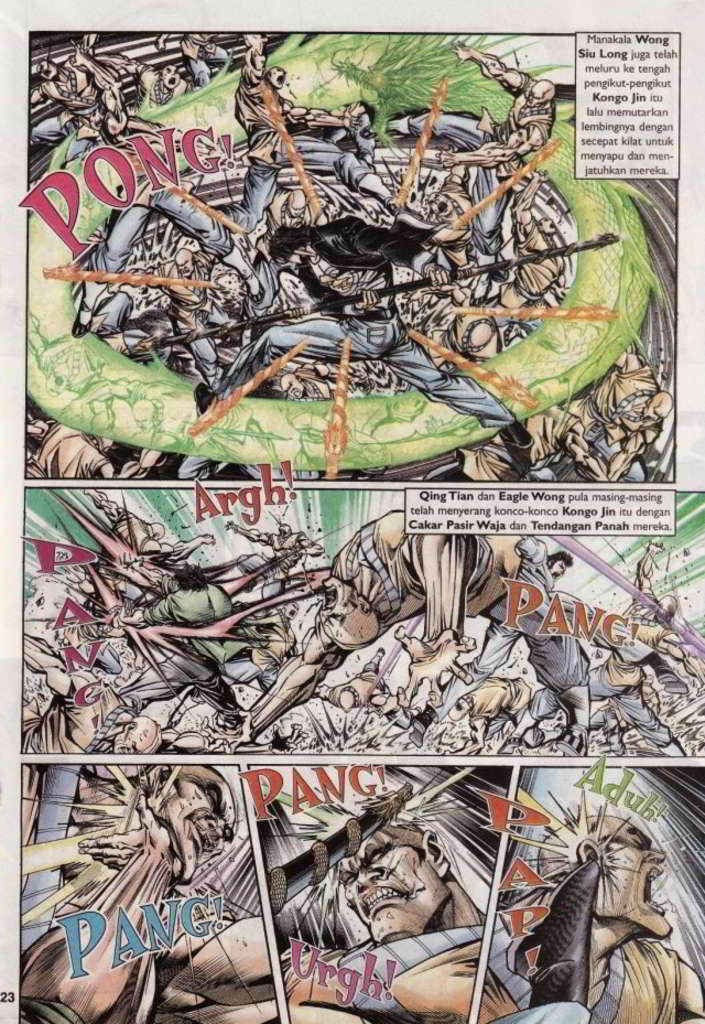 Manakala Wong
Siu Long juga telah
meluru ke tengah
pengikut-pengikut
Kongo Jin itu
lalu memutarkan
lembingnya dengan
secepat kilat untuk
menyapu dan men-
jatuhkan mereka.
PONG!
Argh!
Qing Tian dan Eagle Wong pula masing-masing
telah menyerang konco-konco Kongo Jin itu dengan
Cakar Pasir Waja dan Tendangan Panah mereka.
PANG!
PANG!
PANG!
PANG!
Urgh!
Aduh!
PAP!
23